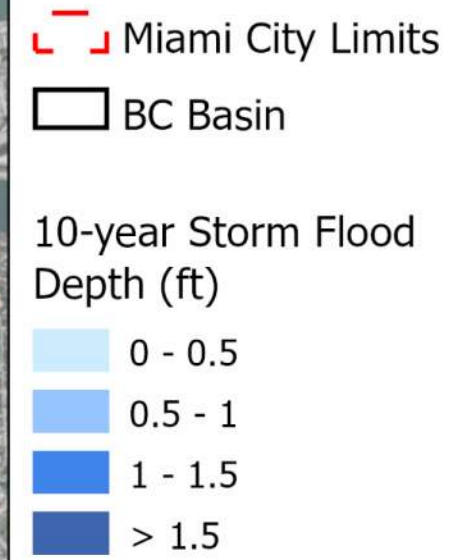 Miami City Limits
BC Basin
10-year Storm Flood
Depth (ft)
0 - 0.5
0.5 - 1
1 - 1.5
> 1.5